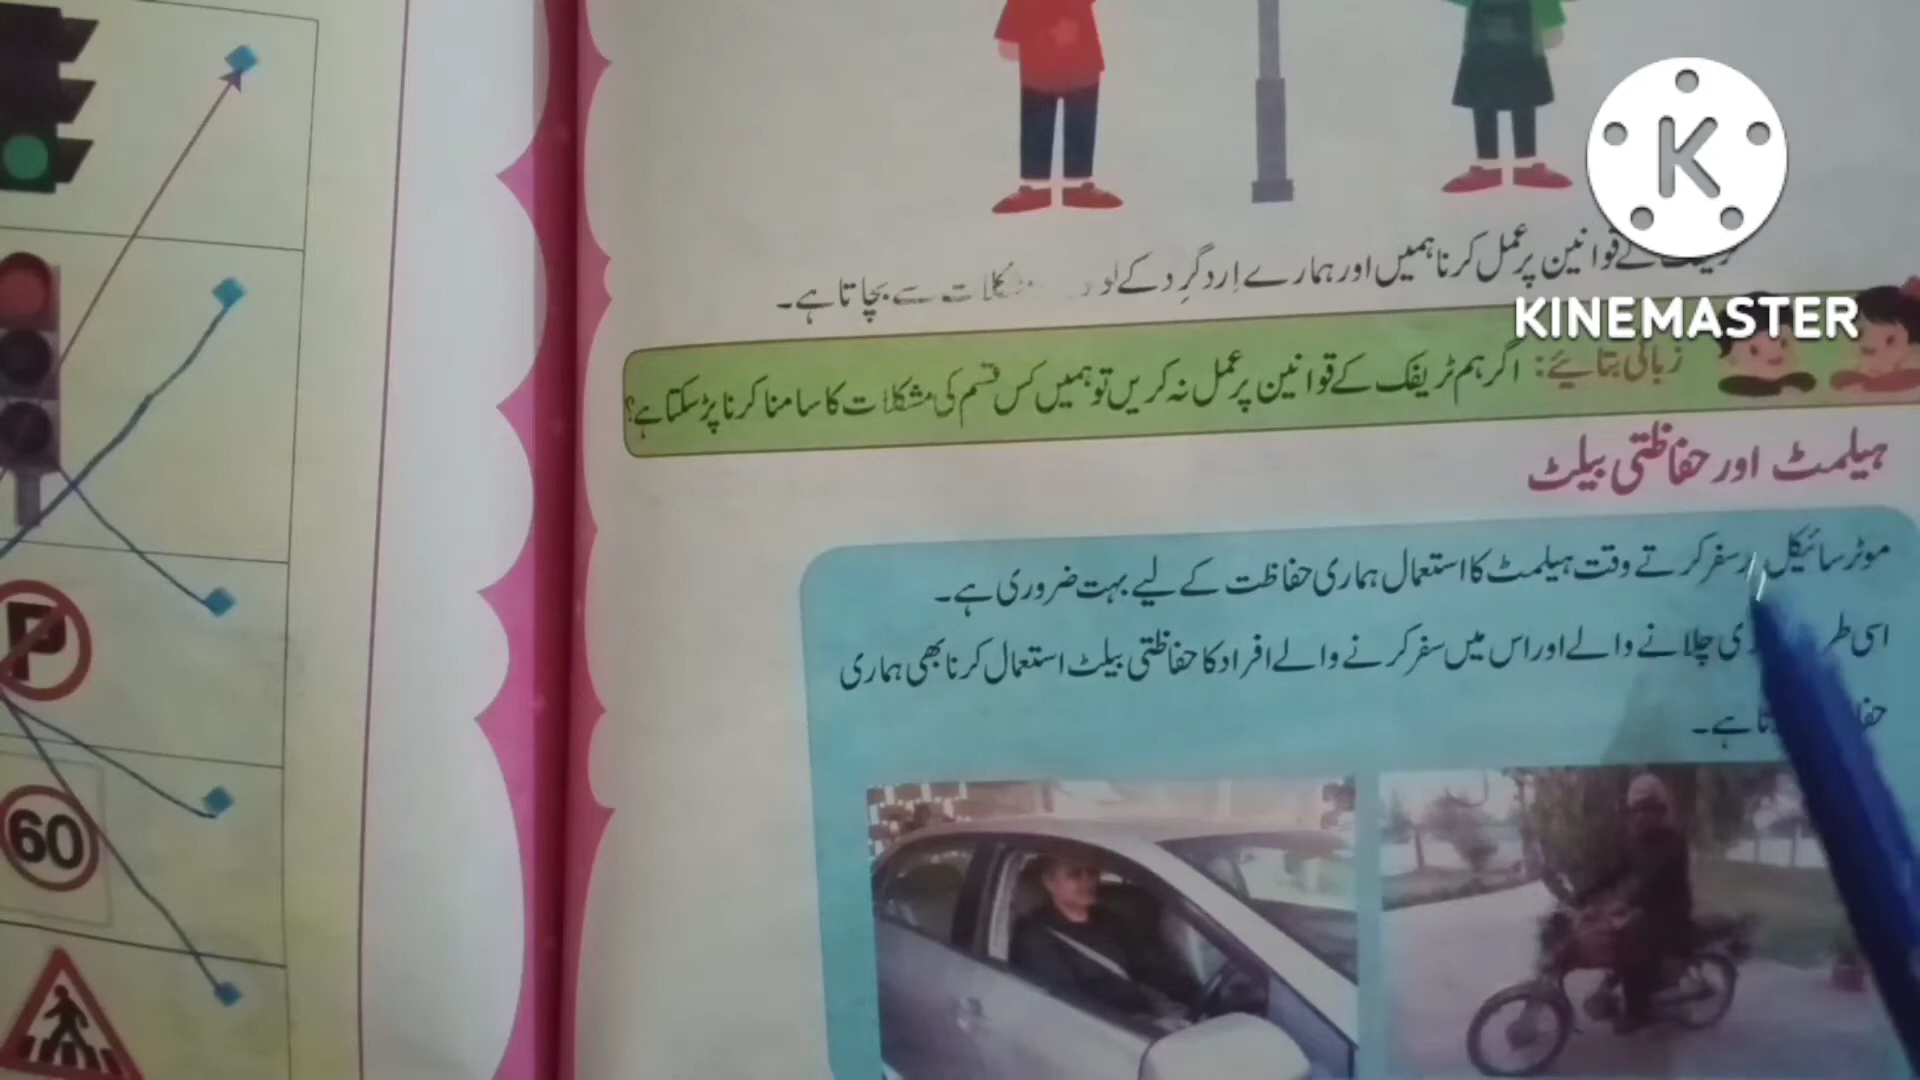 P
60
KINEMASTER
کے قوانین پر عمل کرنا ہمیں اور ہمارے اِرد گِرد کے مشکلات سے بچاتا ہے۔
زبانی بتائیے: اگر ہم ٹریفک کے قوانین پر عمل نہ کریں تو ہمیں کس قسم کی مشکلات کا سامنا کرنا پڑ سکتا ہے؟
ہیلمٹ اور حفاظتی بیلٹ
موٹر سائیکل سفر کرتے وقت ہیلمٹ کا استعمال ہماری حفاظت کے لیے بہت ضروری ہے۔
اسی چلانے والے اور اس میں سفر کرنے والے افراد کا حفاظتی بیلٹ استعمال کرنا بھی ہماری
ہے۔